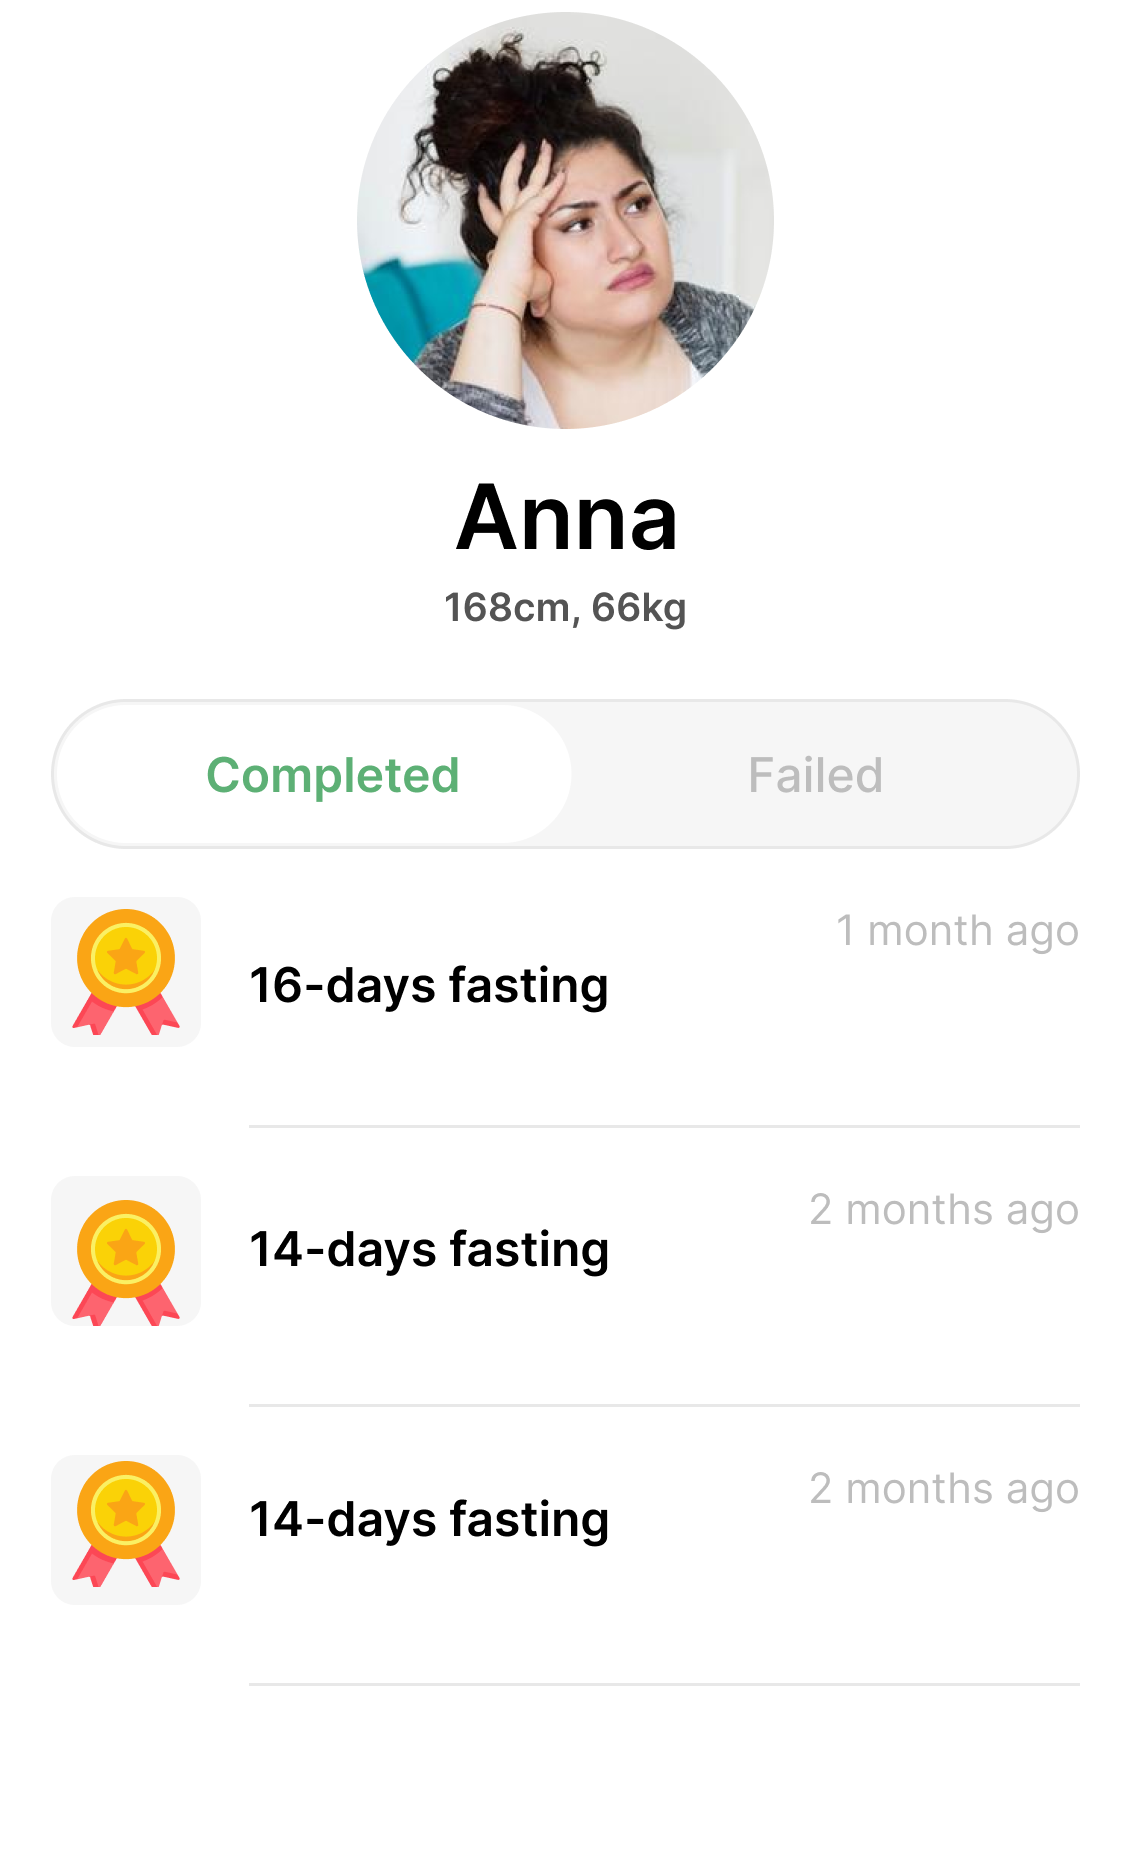 Anna
168cm, 66kg
Completed
Failed
1 month ago
16-days fasting
2 months ago
14-days fasting
2 months ago
14-days fasting